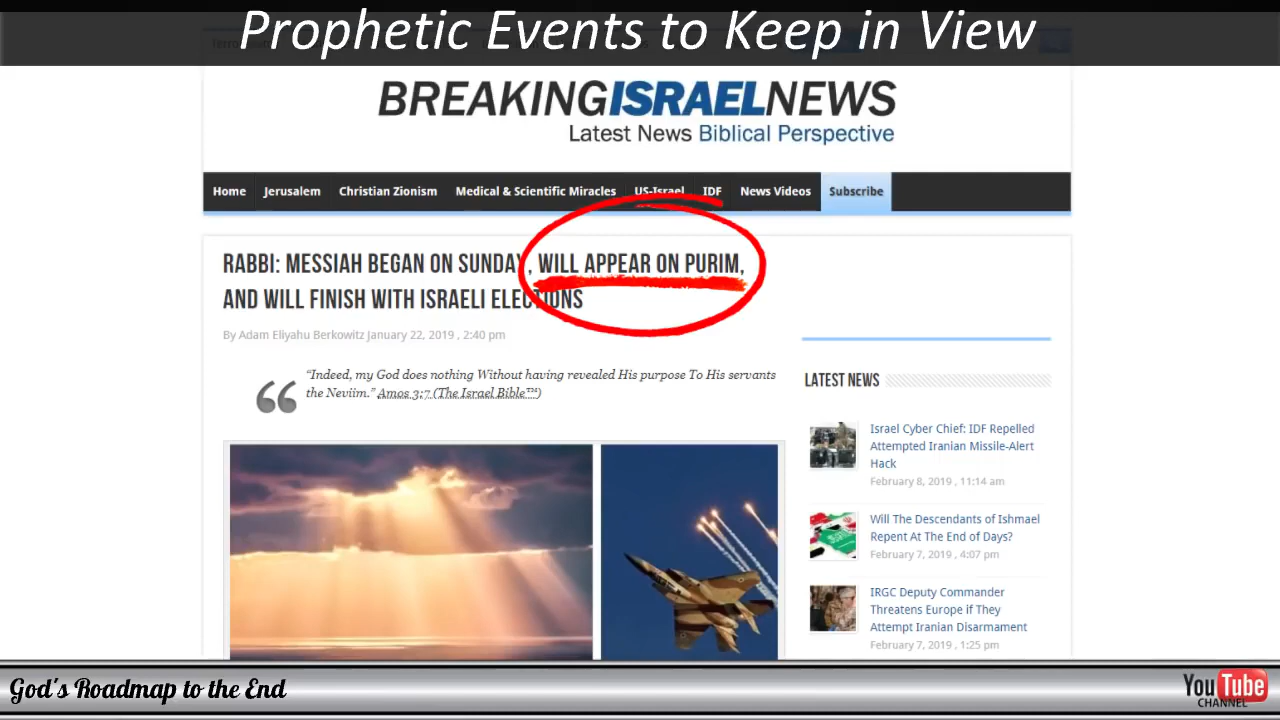 Prophetic Events to Keep in View
BREAKINGISRAELNEWS
Latest News Biblical Perspective
Home Jerusalem Christian Zionism Medical & Scientific Miracles US-Israel IDF News Videos Subscribe
RABBI: MESSIAH BEGAN ON SUNDAY, WILL APPEAR ON PURIM,
AND WILL FINISH WITH ISRAELI ELECTIONS
By Adam Eliyahu Berkowitz January 22, 2019 , 2:40 pm
“Indeed, my God does nothing Without having revealed His purpose To His servants
the Neviim.” Amos 3:7 (The Israel Bible™)
LATEST NEWS
Israel Cyber Chief: IDF Repelled
Attempted Iranian Missile-Alert
Hack
February 8, 2019 , 11:14 am
Will The Descendants of Ishmael
Repent At The End of Days?
February 7, 2019 , 4:07 pm
IRGC Deputy Commander
Threatens Europe if They
Attempt Iranian Disarmament
February 7, 2019 , 1:25 pm
God's Roadmap to the End
YouTube
CHANNEL